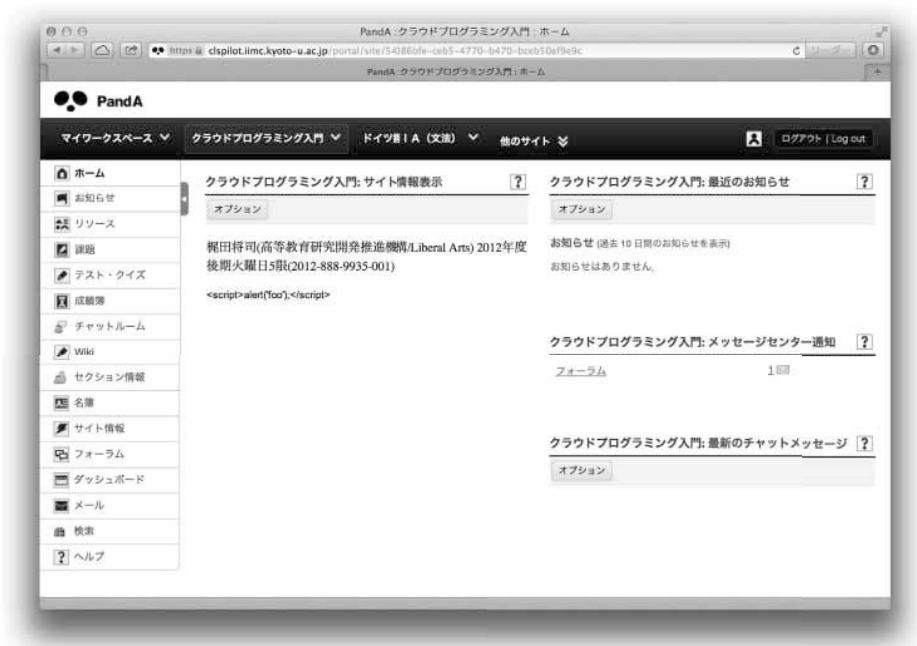 PandA : クラウドプログラミング入門 : ホーム
https clspilot.iimc.kyoto-u.ac.jp/portal/site/54386bfe-ceb5-4770-b470-bceb50af9e9c
リーダー
PandA : クラウドプログラミング入門 : ホーム
PandA
マイワークスペース クラウドプログラミング入門 ドイツ語ⅠA（文法） 他のサイト ログアウト | Log out
ホーム
お知らせ
リソース
課題
テスト・クイズ
成績簿
チャットルーム
Wiki
セクション情報
名簿
サイト情報
フォーラム
ダッシュボード
メール
検索
? ヘルプ
クラウドプログラミング入門: サイト情報表示 ?
オプション
梶田将司(高等教育研究開発推進機構/Liberal Arts) 2012年度
後期火曜日5限(2012-888-9935-001)
<script>alert('foo');</script>
クラウドプログラミング入門: 最近のお知らせ ?
オプション
お知らせ (過去 10 日間のお知らせを表示)
お知らせはありません。
クラウドプログラミング入門: メッセージセンター通知 ?
フォーラム 1
クラウドプログラミング入門: 最新のチャットメッセージ ?
オプション